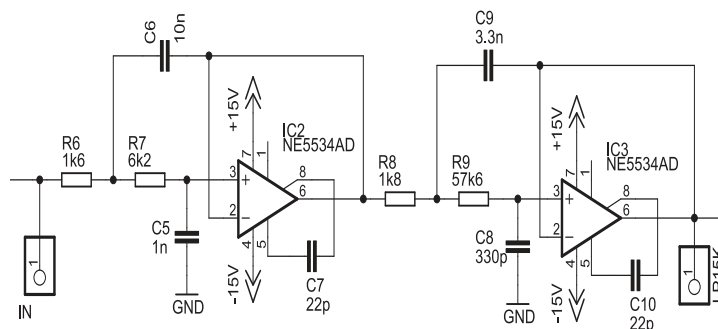 C6
10n
C9
3.3n
+15V
IC2
NE5534AD
+15V
IC3
NE5534AD
R6
1k6
R7
6k2
7
1
8
3
+
6
2
-
4
5
R8
1k8
R9
57k6
7
1
8
3
+
6
2
-
4
5
C5
1n
C8
330p
-15V
C7
22p
-15V
C10
22p
GND
GND
1
IN
1
LP15K